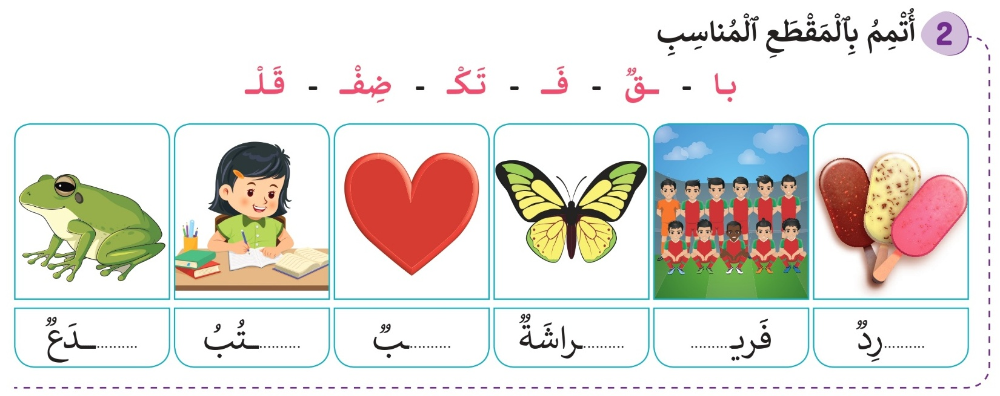 2 أُتْمِمُ بِٱلْمَقْطَعِ ٱلْمُناسِبِ
با - ـقٌ - فَـ - تَكْـ - ضِفْـ - قَلْـ
..........رِدٌ فَريـ.......... ..........ـراشَةٌ ..........ـبٌ ..........ـتُبُ ..........ـدَعٌ